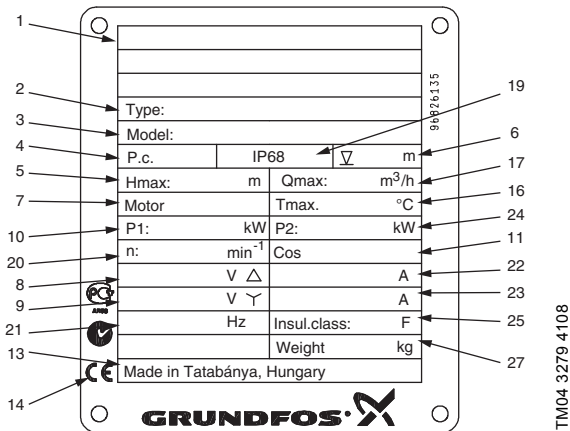 1
2
3
4
5
7
10
20
8
9
21
13
14
Type:
Model:
P.c. IP68 m
Hmax: m Qmax: m³/h
Motor Tmax. °C
P1: kW P2: kW
n: min⁻¹ Cos
V △ A
V Y A
Hz Insul.class: F
Weight kg
Made in Tatabánya, Hungary
CE
GRUNDFOS
96026135
19
6
17
16
24
11
22
23
25
27
TM04 3279 4108